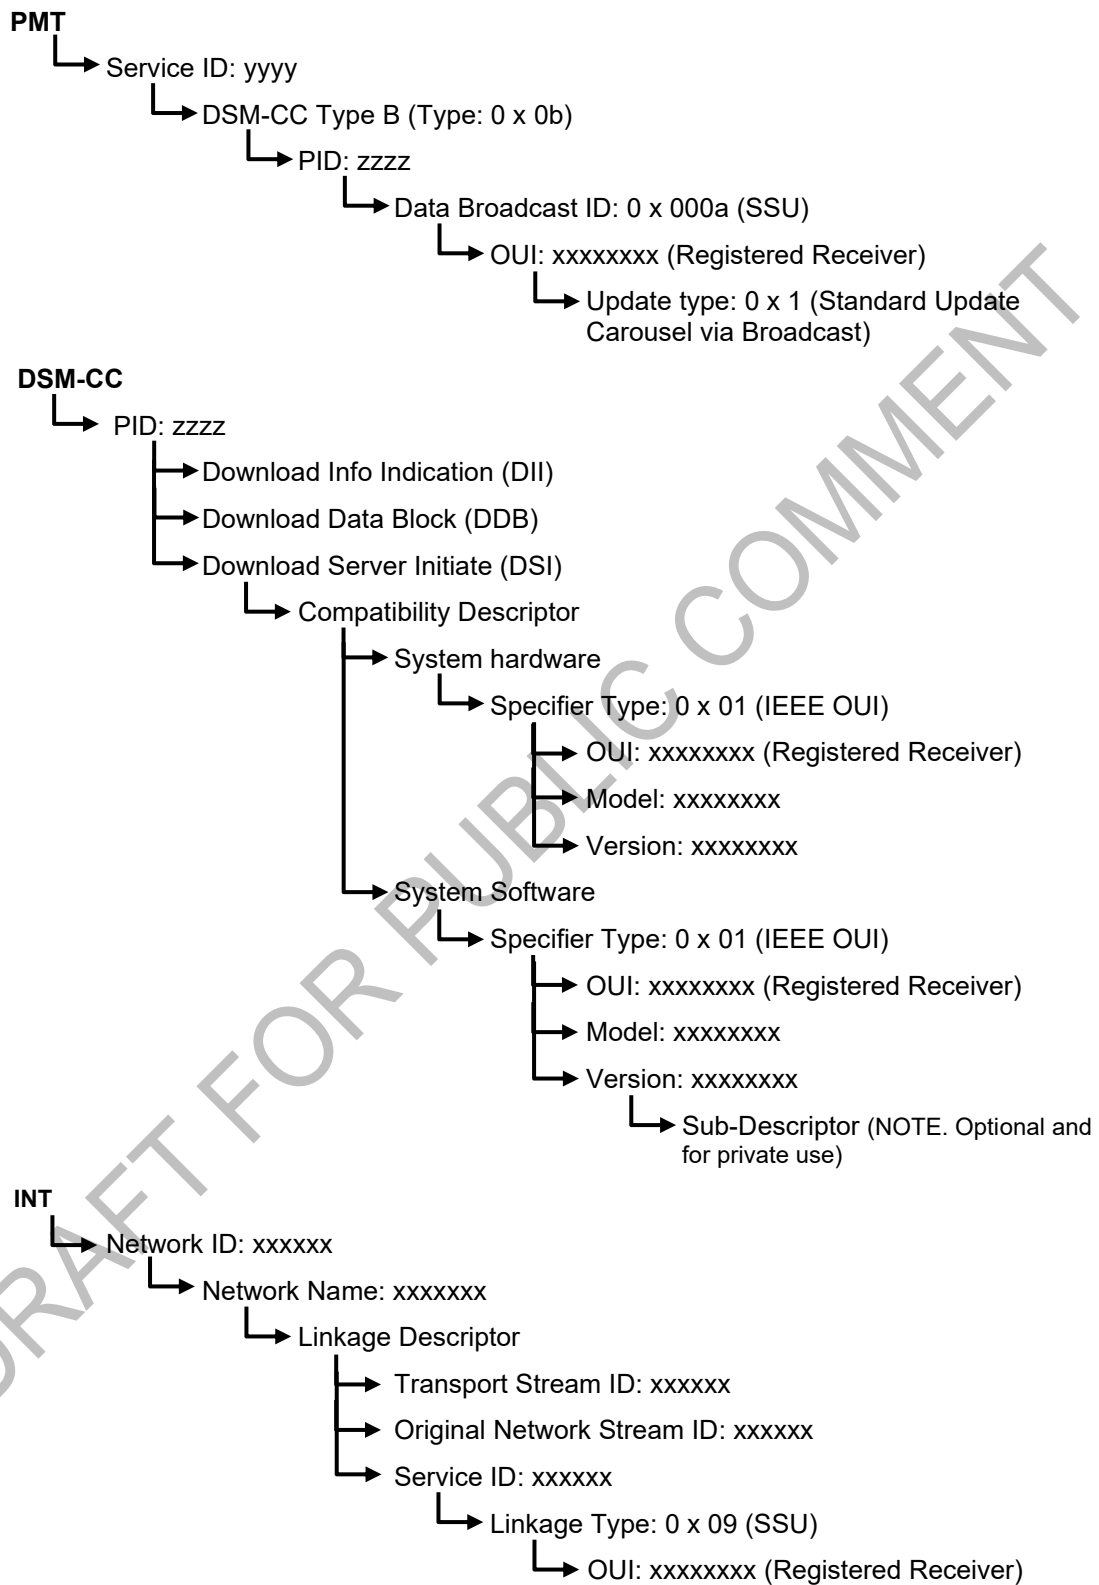 PMT
Service ID: yyyy
DSM-CC Type B (Type: 0 x 0b)
PID: zzzz
Data Broadcast ID: 0 x 000a (SSU)
OUI: xxxxxxxx (Registered Receiver)
Update type: 0 x 1 (Standard Update
Carousel via Broadcast)
DSM-CC
PID: zzzz
Download Info Indication (DII)
Download Data Block (DDB)
Download Server Initiate (DSI)
Compatibility Descriptor
System hardware
Specifier Type: 0 x 01 (IEEE OUI)
OUI: xxxxxxxx (Registered Receiver)
Model: xxxxxxxx
Version: xxxxxxxx
System Software
Specifier Type: 0 x 01 (IEEE OUI)
OUI: xxxxxxxx (Registered Receiver)
Model: xxxxxxxx
Version: xxxxxxxx
Sub-Descriptor (NOTE. Optional and
for private use)
INT
Network ID: xxxxxx
Network Name: xxxxxxx
Linkage Descriptor
Transport Stream ID: xxxxxx
Original Network Stream ID: xxxxxx
Service ID: xxxxxx
Linkage Type: 0 x 09 (SSU)
OUI: xxxxxxxx (Registered Receiver)
DRAFT FOR PUBLIC COMMENT